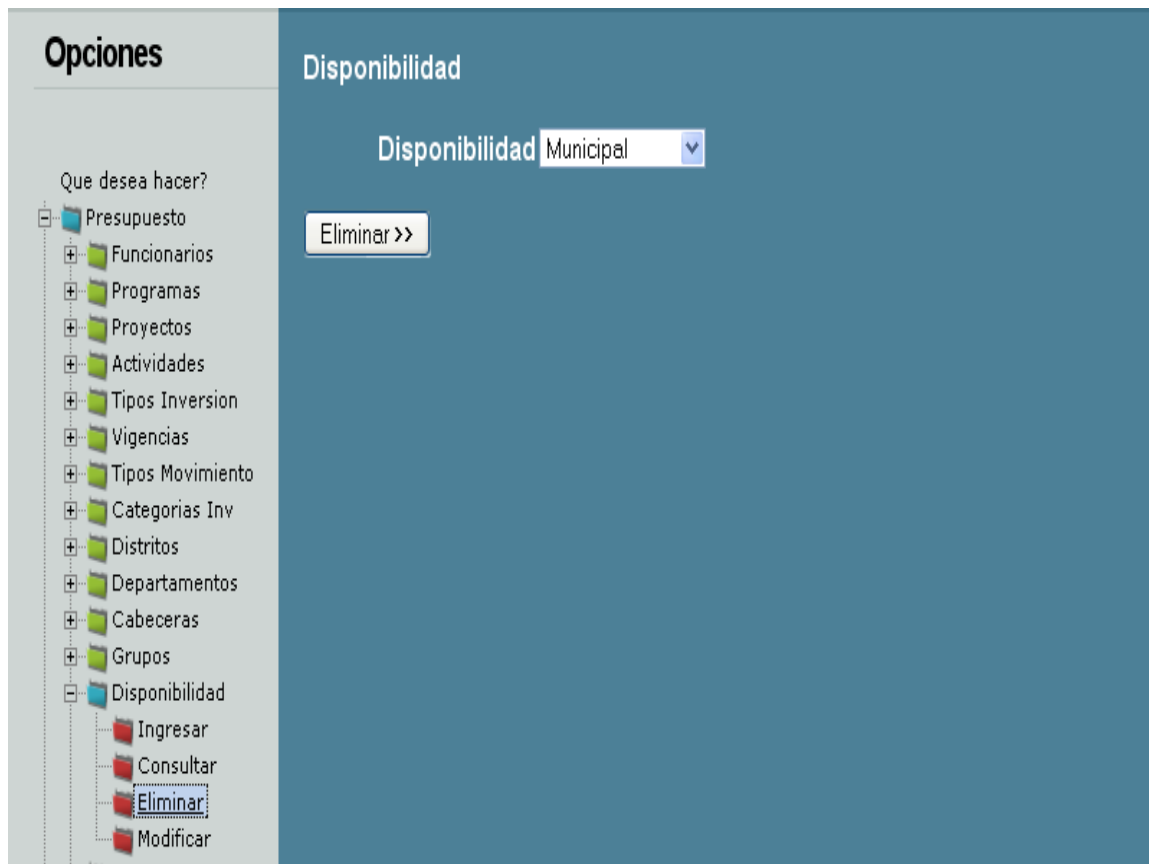 Opciones
Que desea hacer?
Presupuesto
Funcionarios
Programas
Proyectos
Actividades
Tipos Inversion
Vigencias
Tipos Movimiento
Categorias Inv
Distritos
Departamentos
Cabeceras
Grupos
Disponibilidad
Ingresar
Consultar
Eliminar
Modificar
Disponibilidad
Disponibilidad Municipal
Eliminar >>